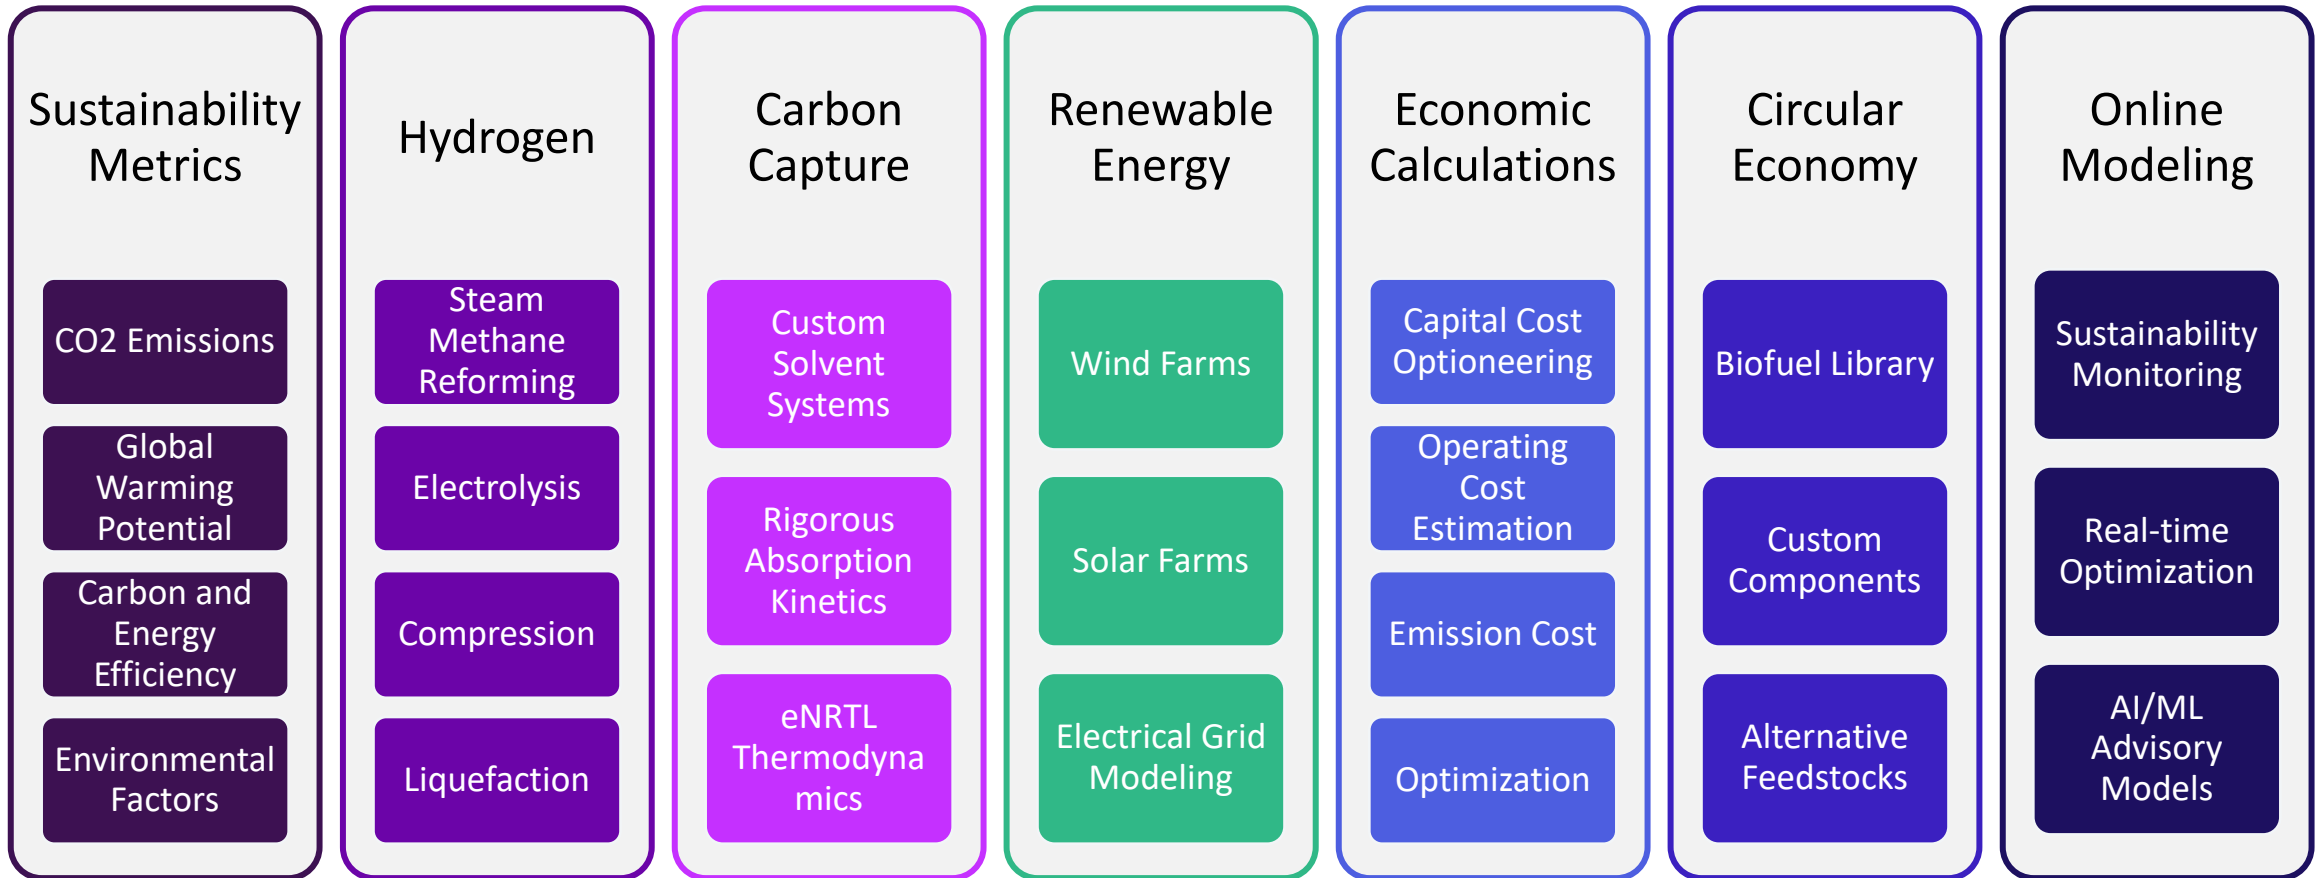 Sustainability
Metrics
CO2 Emissions
Global
Warming
Potential
Carbon and
Energy
Efficiency
Environmental
Factors
Hydrogen
Steam
Methane
Reforming
Electrolysis
Compression
Liquefaction
Carbon
Capture
Custom
Solvent
Systems
Rigorous
Absorption
Kinetics
eNRTL
Thermodyna
mics
Renewable
Energy
Wind Farms
Solar Farms
Electrical Grid
Modeling
Economic
Calculations
Capital Cost
Optioneering
Operating
Cost
Estimation
Emission Cost
Optimization
Circular
Economy
Biofuel Library
Custom
Components
Alternative
Feedstocks
Online
Modeling
Sustainability
Monitoring
Real-time
Optimization
AI/ML
Advisory
Models